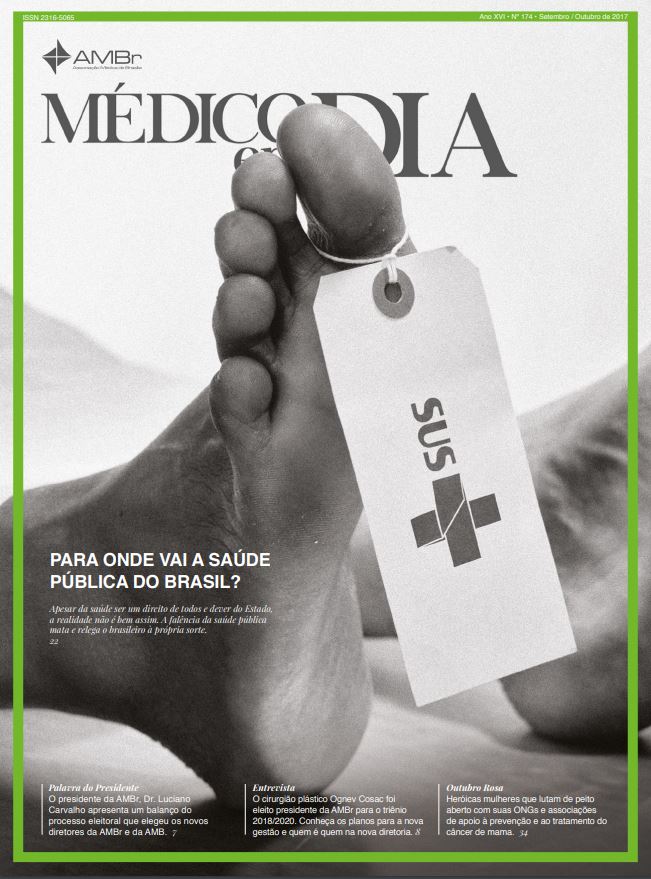 ISSN 2316-5065
Ano XVI • Nº 174 • Setembro / Outubro de 2017
AMBr
Associação Médica de Brasília
MÉDICO
DIA
SUS
PARA ONDE VAI A SAÚDE
PÚBLICA DO BRASIL?
Apesar da saúde ser um direito de todos e dever do Estado,
a realidade não é bem assim. A falência da saúde pública
mata e relega o brasileiro à própria sorte.
22
Palavra do Presidente
O presidente da AMBr, Dr. Luciano
Carvalho apresenta um balanço do
processo eleitoral que elegeu os novos
diretores da AMBr e da AMB. 7
Entrevista
O cirurgião plástico Ognev Cosac foi
eleito presidente da AMBr para o triênio
2018/2020. Conheça os planos para a nova
gestão e quem é quem na nova diretoria. 8
Outubro Rosa
Heróicas mulheres que lutam de peito
aberto com suas ONGs e associações
de apoio à prevenção e ao tratamento do
câncer de mama. 34